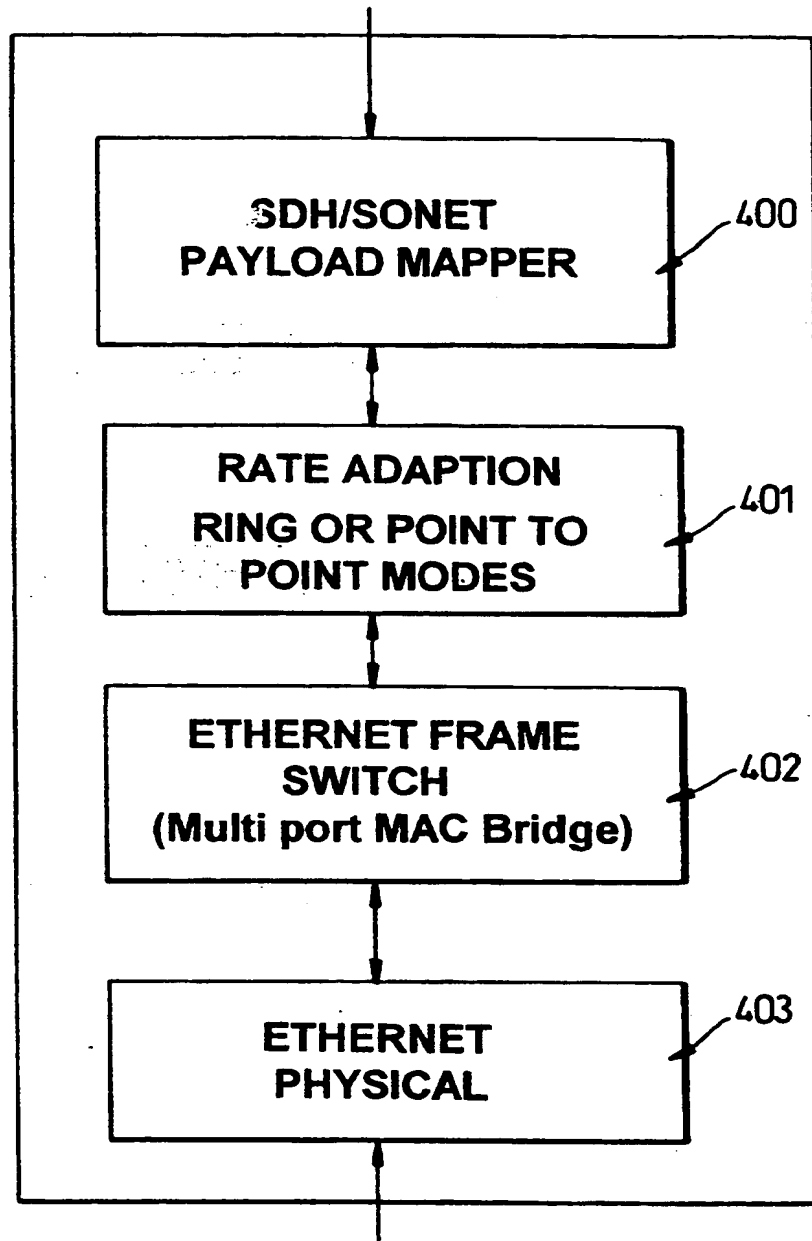 SDH/SONET
PAYLOAD MAPPER
400
RATE ADAPTION
RING OR POINT TO
POINT MODES
401
ETHERNET FRAME
SWITCH
(Multi port MAC Bridge)
402
ETHERNET
PHYSICAL
403